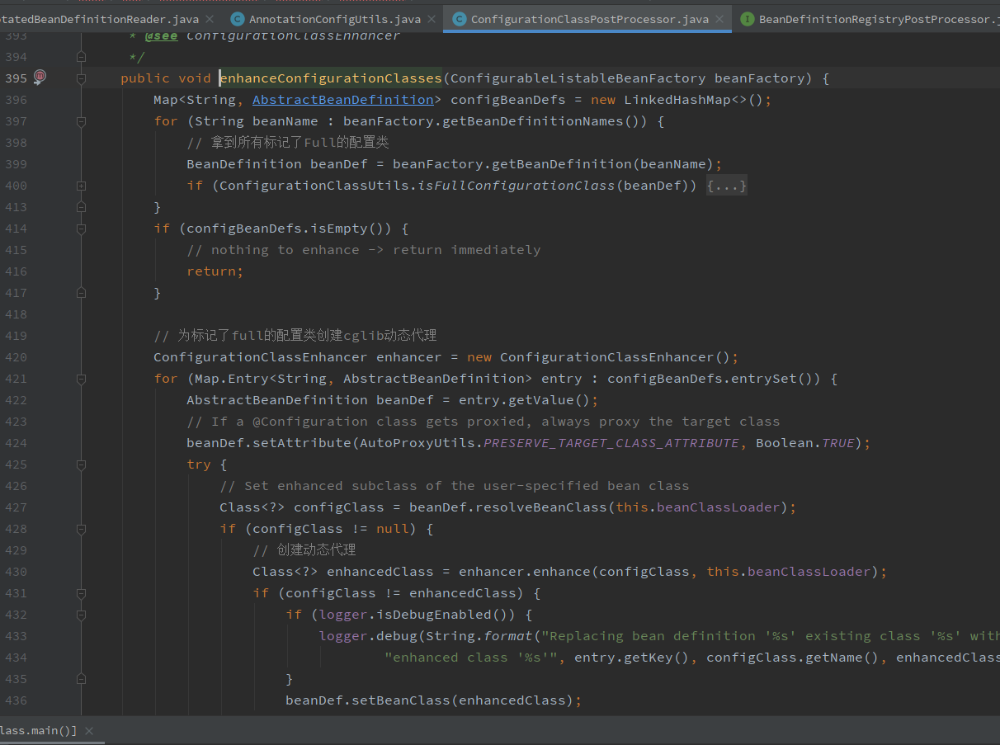 tatedBeanDefinitionReader.java AnnotationConfigUtils.java ConfigurationClassPostProcessor.java BeanDefinitionRegistryPostProcessor.j
393 * @see ConfigurationClassEnhancer
394 */
395 public void enhanceConfigurationClasses(ConfigurableListableBeanFactory beanFactory) {
396 Map<String, AbstractBeanDefinition> configBeanDefs = new LinkedHashMap<>();
397 for (String beanName : beanFactory.getBeanDefinitionNames()) {
398 // 拿到所有标记了Full的配置类
399 BeanDefinition beanDef = beanFactory.getBeanDefinition(beanName);
400 if (ConfigurationClassUtils.isFullConfigurationClass(beanDef)) {...}
413 }
414 if (configBeanDefs.isEmpty()) {
415 // nothing to enhance -> return immediately
416 return;
417 }
418
419 // 为标记了full的配置类创建cglib动态代理
420 ConfigurationClassEnhancer enhancer = new ConfigurationClassEnhancer();
421 for (Map.Entry<String, AbstractBeanDefinition> entry : configBeanDefs.entrySet()) {
422 AbstractBeanDefinition beanDef = entry.getValue();
423 // If a @Configuration class gets proxied, always proxy the target class
424 beanDef.setAttribute(AutoProxyUtils.PRESERVE_TARGET_CLASS_ATTRIBUTE, Boolean.TRUE);
425 try {
426 // Set enhanced subclass of the user-specified bean class
427 Class<?> configClass = beanDef.resolveBeanClass(this.beanClassLoader);
428 if (configClass != null) {
429 // 创建动态代理
430 Class<?> enhancedClass = enhancer.enhance(configClass, this.beanClassLoader);
431 if (configClass != enhancedClass) {
432 if (logger.isDebugEnabled()) {
433 logger.debug(String.format("Replacing bean definition '%s' existing class '%s' with
434 "enhanced class '%s'", entry.getKey(), configClass.getName(), enhancedClass
435 }
436 beanDef.setBeanClass(enhancedClass);
lass.main()]